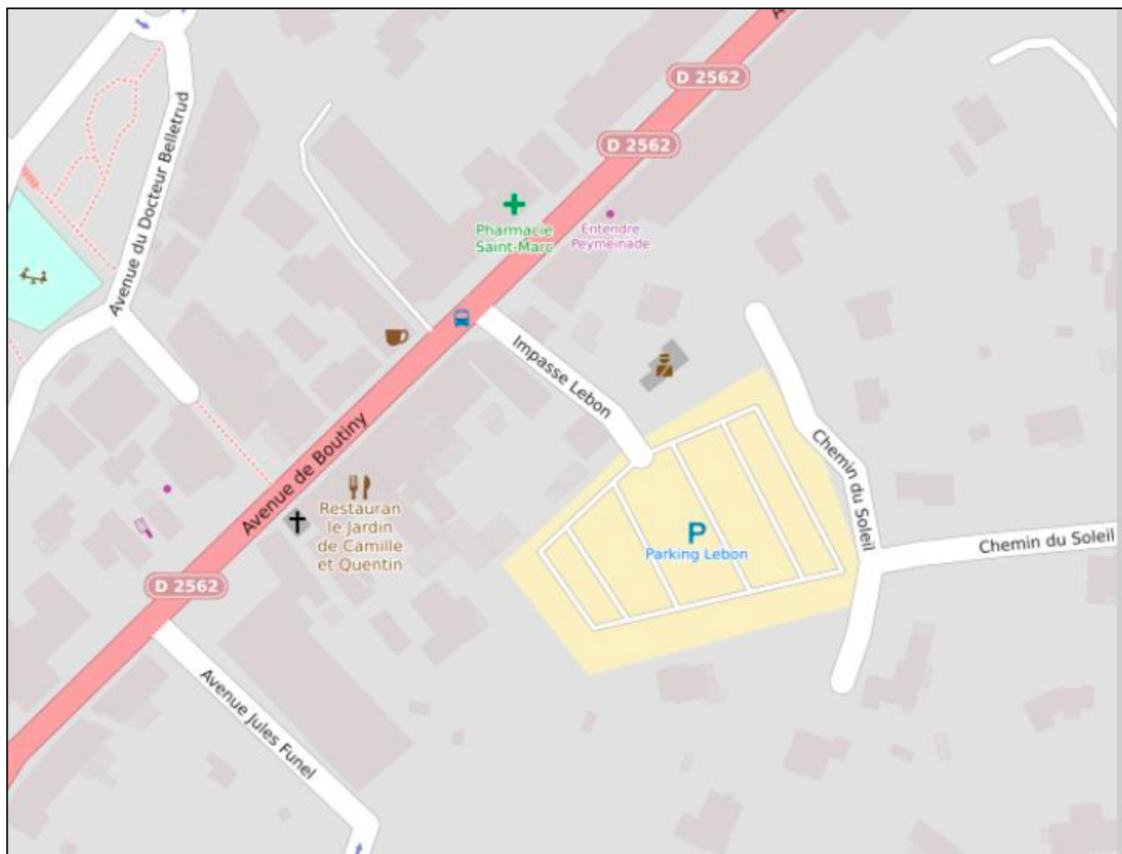 D 2562
D 2562
Avenue du Docteur Belletrud
Pharmacie
Saint-Marc
Entendre
Peymeinade
Impasse Lebon
Avenue de Boutiny
Chemin du Soleil
Restauran
le Jardin
de Camille
et Quentin
P
Parking Lebon
Chemin du Soleil
D 2562
Avenue Jules Funel